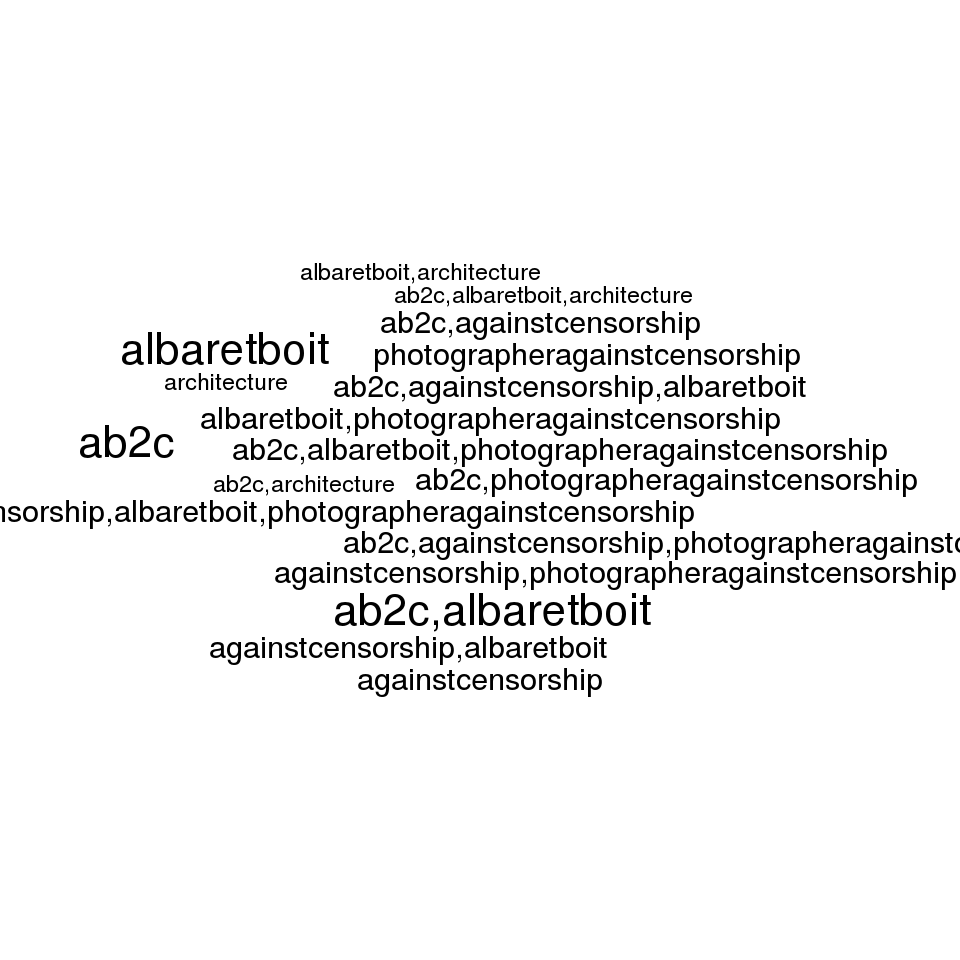 albaretboit,architecture
ab2c,albaretboit,architecture
ab2c,againstcensorship
albaretboit
photographeragainstcensorship
architecture
ab2c,againstcensorship,albaretboit
albaretboit,photographeragainstcensorship
ab2c
ab2c,albaretboit,photographeragainstcensorship
ab2c,architecture
ab2c,photographeragainstcensorship
nsorship,albaretboit,photographeragainstcensorship
ab2c,againstcensorship,photographeragainstc
againstcensorship,photographeragainstcensorship
ab2c,albaretboit
againstcensorship,albaretboit
againstcensorship